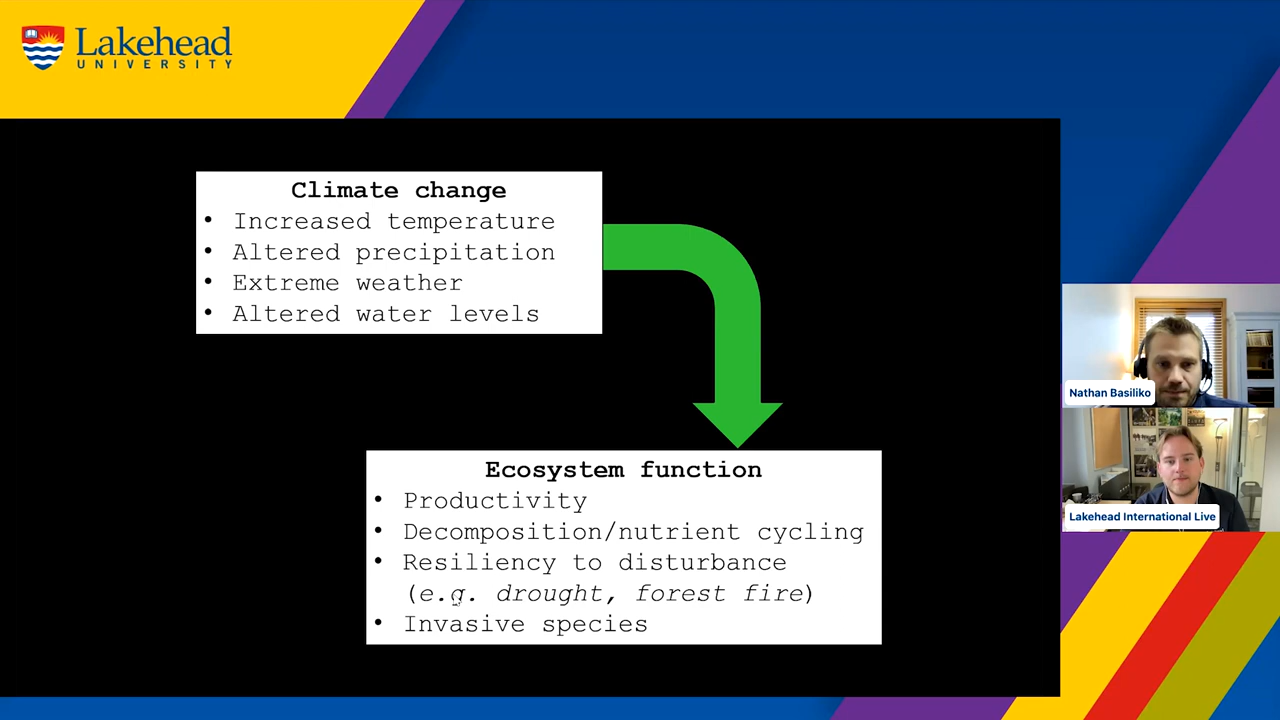 Lakehead
UNIVERSITY
Climate change
• Increased temperature
• Altered precipitation
• Extreme weather
• Altered water levels
Ecosystem function
• Productivity
• Decomposition/nutrient cycling
• Resiliency to disturbance
(e.g. drought, forest fire)
• Invasive species
Nathan Basiliko
Lakehead International Live